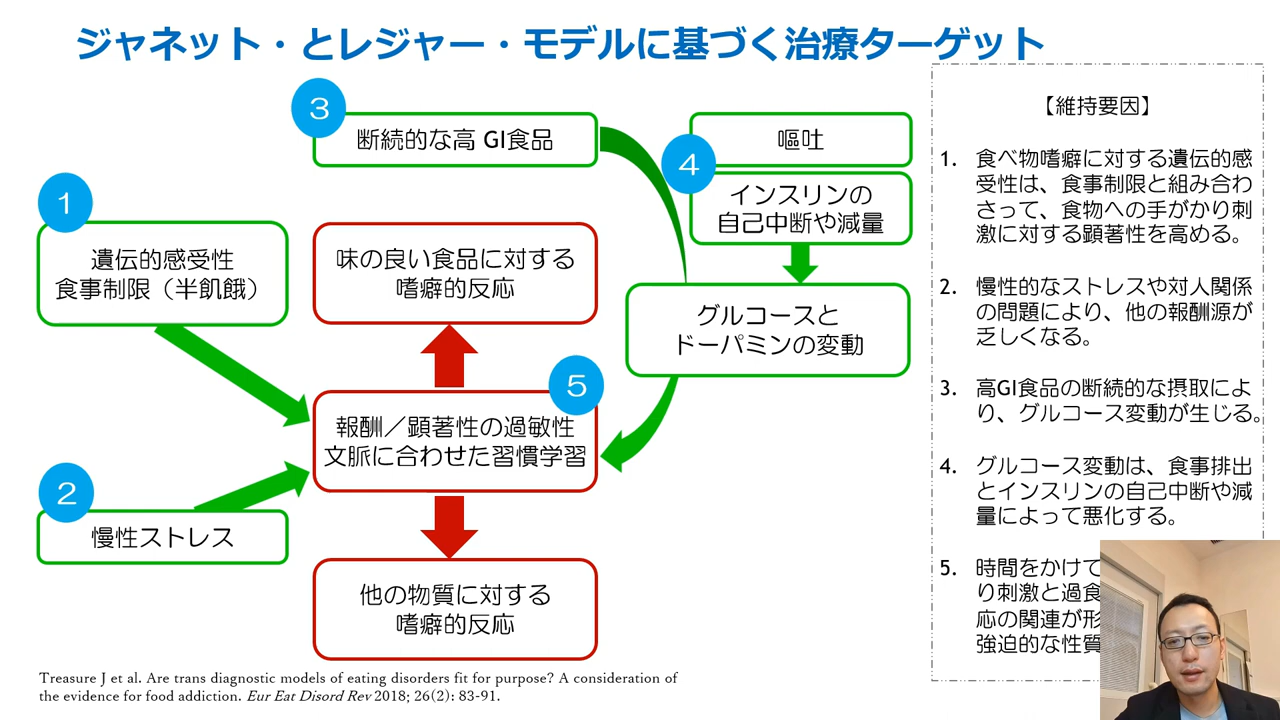 ジャネット・とレジャー・モデルに基づく治療ターゲット
3
断続的な高 GI食品
嘔吐
4
インスリンの
自己中断や減量
1
遺伝的感受性
食事制限（半飢餓）
味の良い食品に対する
嗜癖的反応
グルコースと
ドーパミンの変動
5
報酬／顕著性の過敏性
文脈に合わせた習慣学習
2
慢性ストレス
他の物質に対する
嗜癖的反応
【維持要因】
1. 食べ物嗜癖に対する遺伝的感
受性は、食事制限と組み合わ
さって、食物への手がかり刺
激に対する顕著性を高める。
2. 慢性的なストレスや対人関係
の問題により、他の報酬源が
乏しくなる。
3. 高GI食品の断続的な摂取によ
り、グルコース変動が生じる。
4. グルコース変動は、食事排出
とインスリンの自己中断や減
量によって悪化する。
5. 時間をかけて
り刺激と過食
応の関連が形
強迫的な性質
Treasure J et al. Are trans diagnostic models of eating disorders fit for purpose? A consideration of
the evidence for food addiction. Eur Eat Disord Rev 2018; 26(2): 83-91.